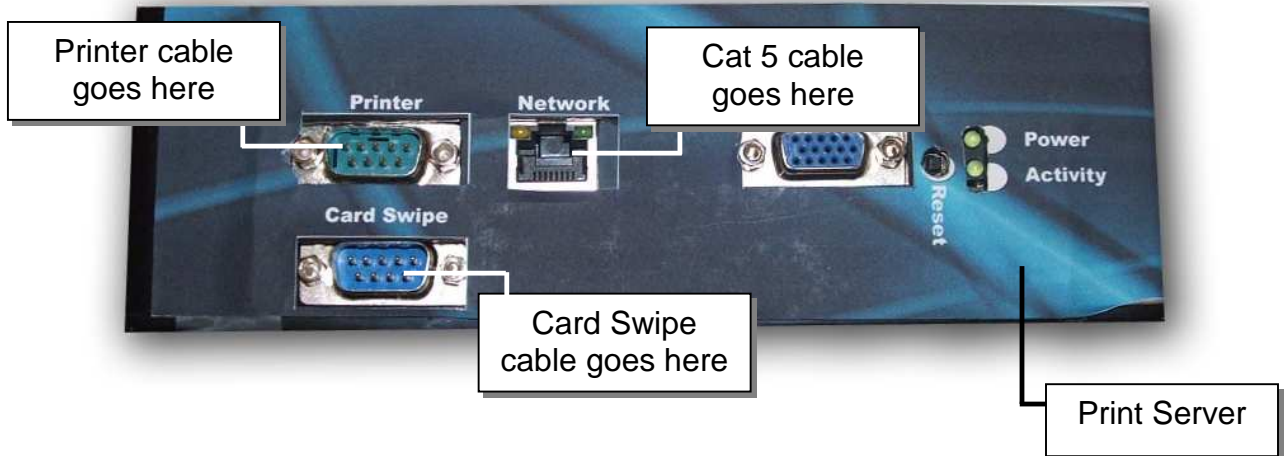 Printer cable
goes here
Cat 5 cable
goes here
Printer
Network
Power
Activity
Reset
Card Swipe
Card Swipe
cable goes here
Print Server